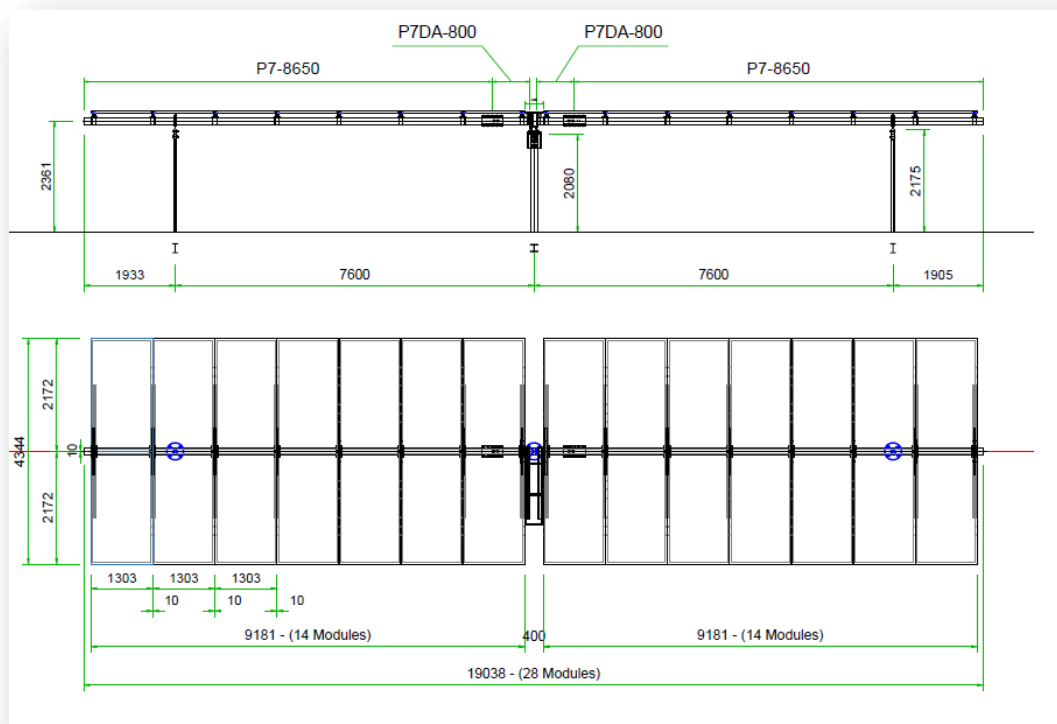 P7DA-800 P7DA-800
P7-8650 P7-8650
2361
2080
2175
1933 7600 7600 1905
4344
2172
10
2172
1303 1303 1303
10 10 10
9181 - (14 Modules) 400 9181 - (14 Modules)
19038 - (28 Modules)